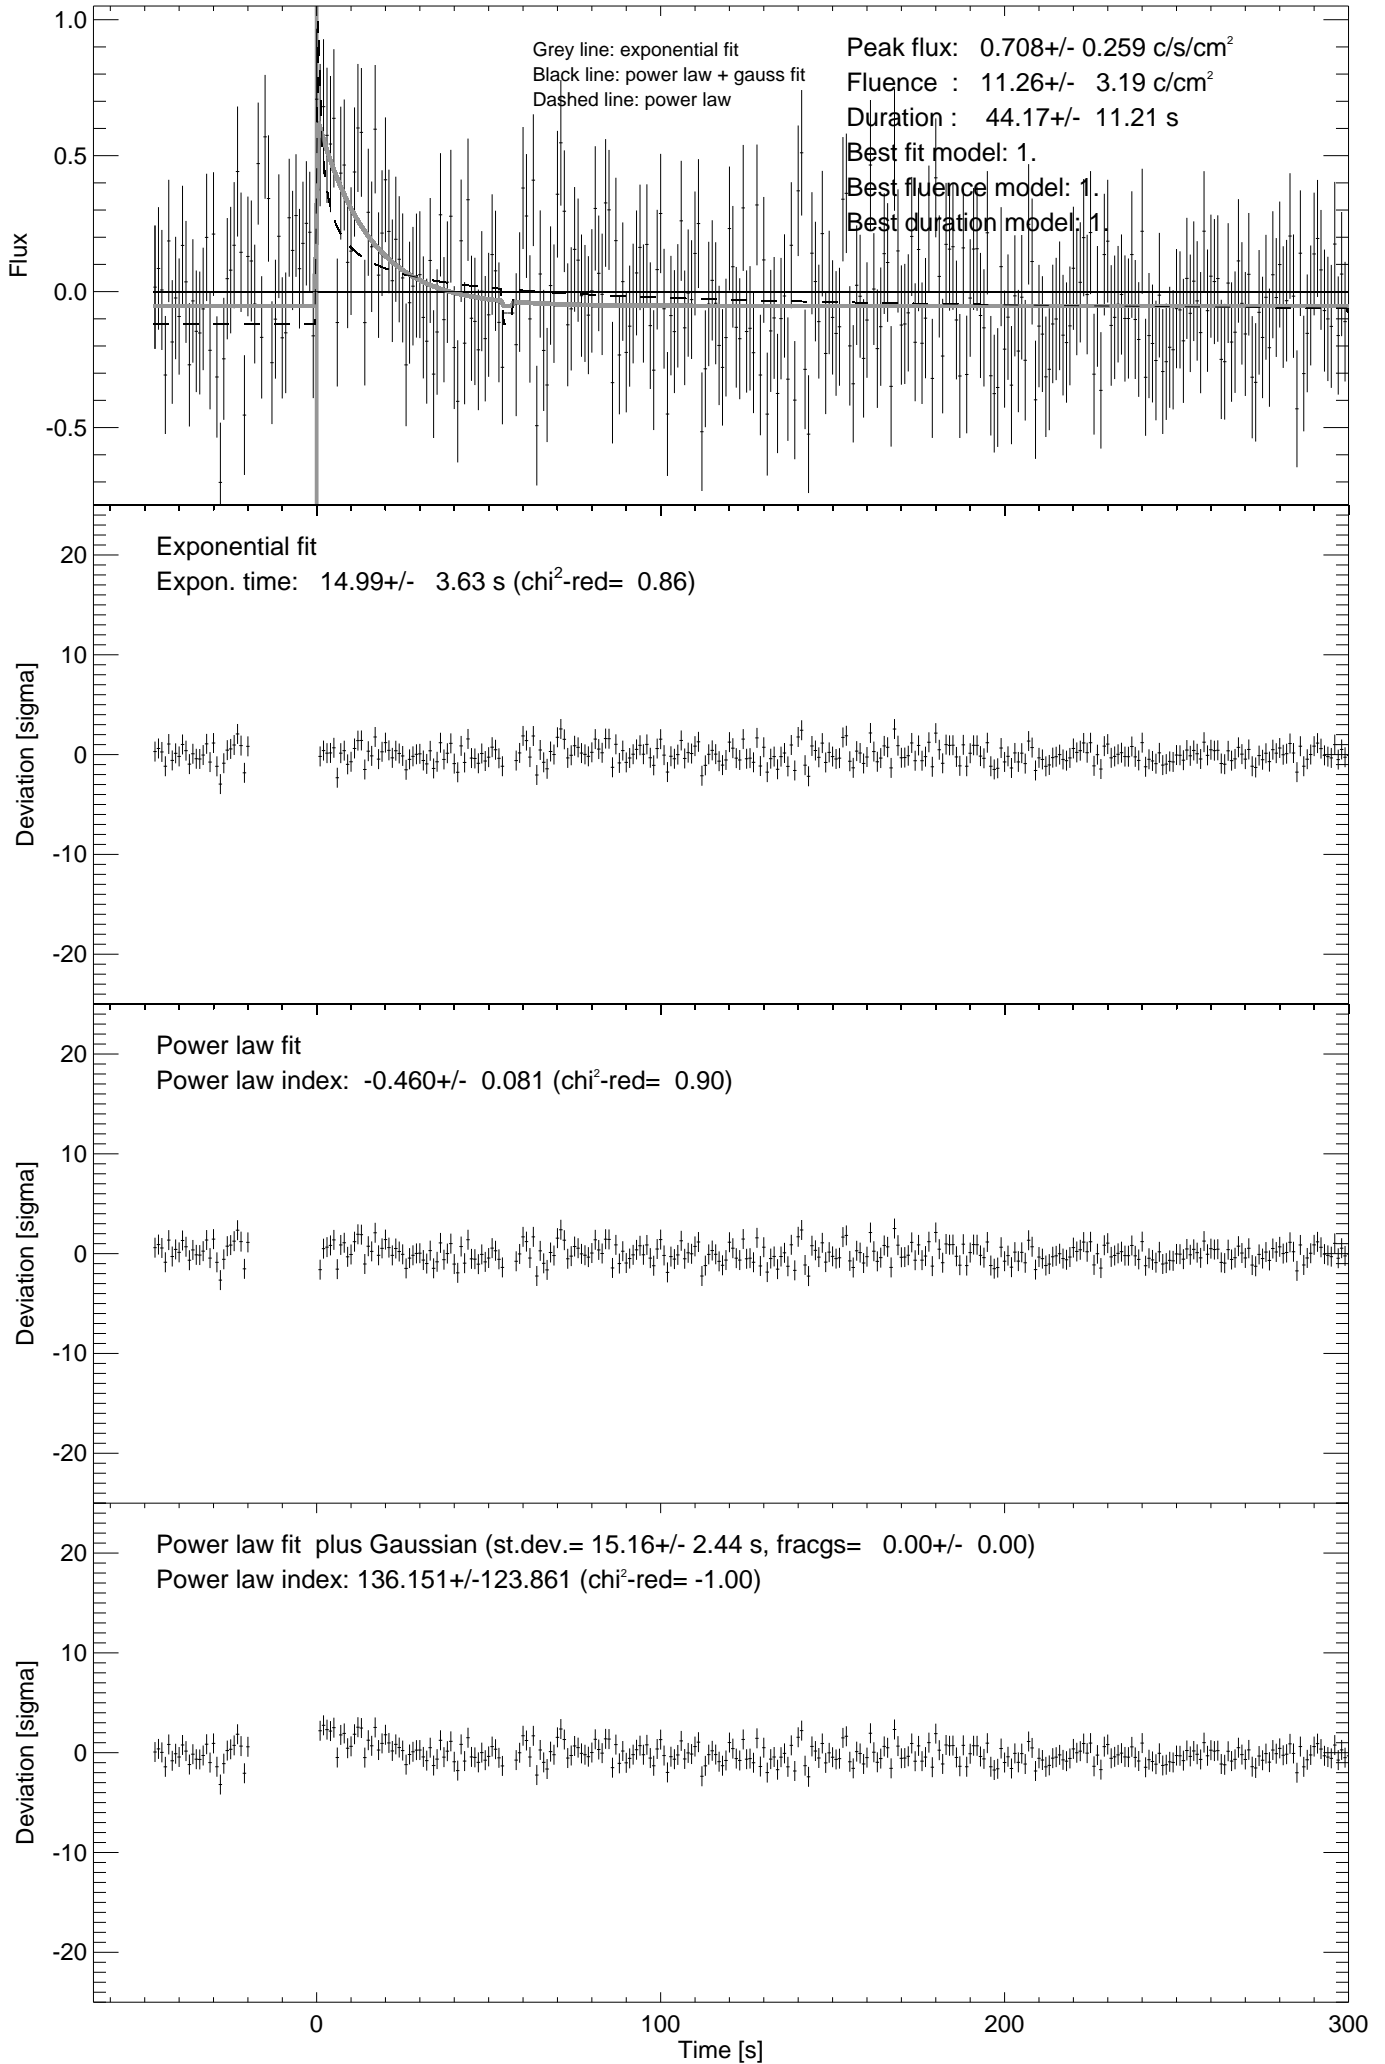 Grey line: exponential fit
Black line: power law + gauss fit
Dashed line: power law
Peak flux: 0.708+/- 0.259 c/s/cm²
Fluence : 11.26+/- 3.19 c/cm²
Duration : 44.17+/- 11.21 s
Best fit model: 1.
Best fluence model: 1.
Best duration model: 1.
1.0
0.5
0.0
-0.5
Flux
Exponential fit
Expon. time: 14.99+/- 3.63 s (chi²-red= 0.86)
20
10
0
-10
-20
Deviation [sigma]
Power law fit
Power law index: -0.460+/- 0.081 (chi²-red= 0.90)
20
10
0
-10
-20
Deviation [sigma]
Power law fit plus Gaussian (st.dev.= 15.16+/- 2.44 s, fracgs= 0.00+/- 0.00)
Power law index: 136.151+/-123.861 (chi²-red= -1.00)
20
10
0
-10
-20
Deviation [sigma]
0 100 200 300
Time [s]